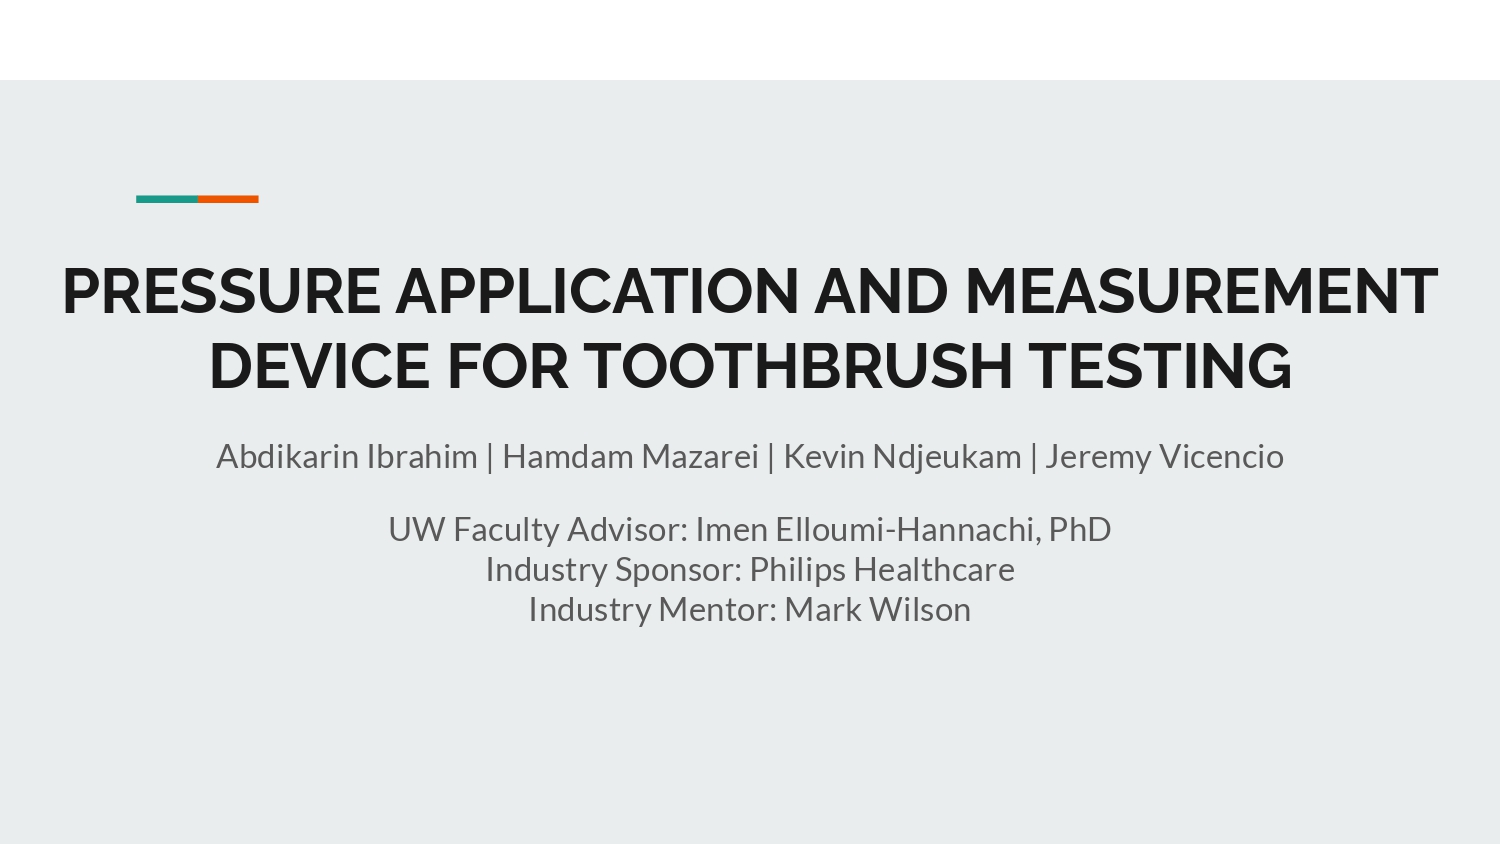 PRESSURE APPLICATION AND MEASUREMENT
DEVICE FOR TOOTHBRUSH TESTING
Abdikarin Ibrahim | Hamdam Mazarei | Kevin Ndjeukam | Jeremy Vicencio
UW Faculty Advisor: Imen Elloumi-Hannachi, PhD
Industry Sponsor: Philips Healthcare
Industry Mentor: Mark Wilson